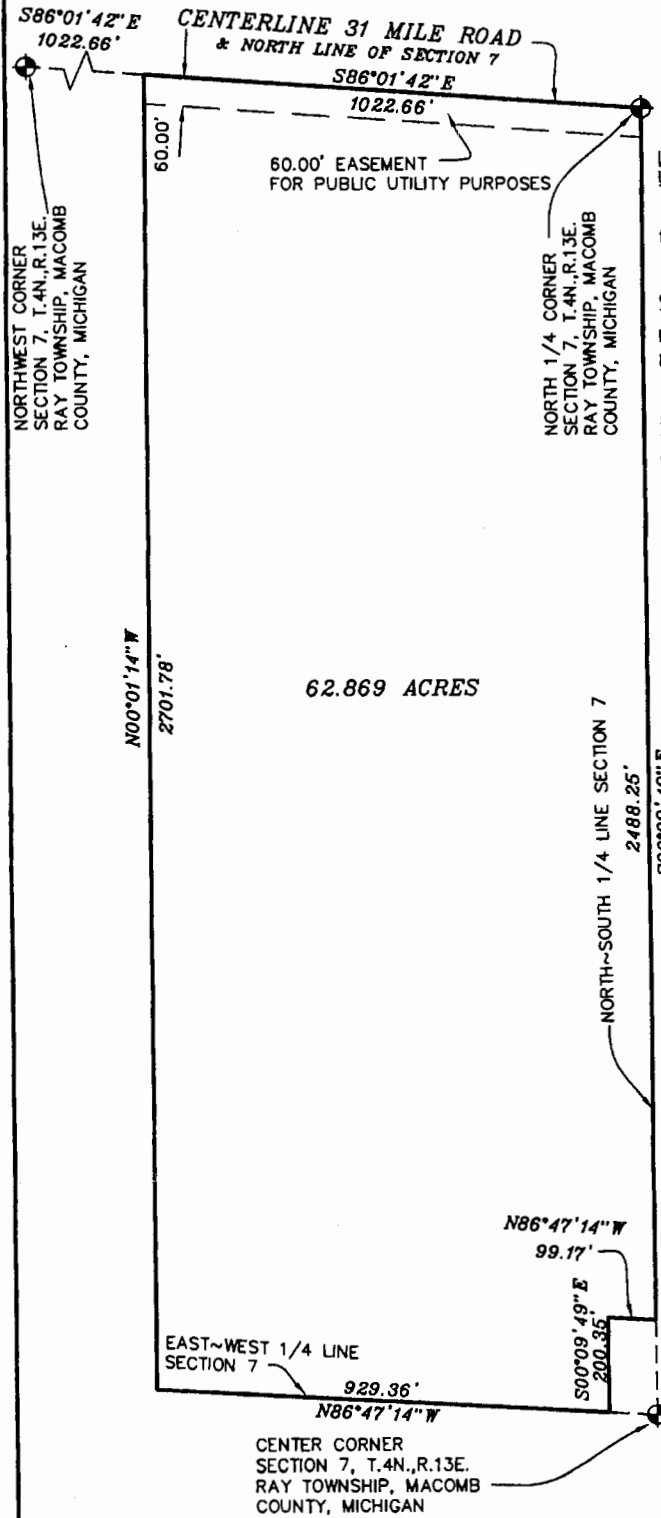 S86°01'42"E
1022.66'
CENTERLINE 31 MILE ROAD
& NORTH LINE OF SECTION 7
S86°01'42"E
1022.66'
60.00'
60.00' EASEMENT
FOR PUBLIC UTILITY PURPOSES
NORTHWEST CORNER
SECTION 7, T.4N.,R.13E.
RAY TOWNSHIP, MACOMB
COUNTY, MICHIGAN
NORTH 1/4 CORNER
SECTION 7, T.4N.,R.13E.
RAY TOWNSHIP, MACOMB
COUNTY, MICHIGAN
N00°01'14"W
2701.78'
62.869 ACRES
NORTH~SOUTH 1/4 LINE SECTION 7
2488.25'
N86°47'14"W
99.17'
S00°09'49"E
200.35'
EAST~WEST 1/4 LINE
SECTION 7
929.36'
N86°47'14"W
CENTER CORNER
SECTION 7, T.4N.,R.13E.
RAY TOWNSHIP, MACOMB
COUNTY, MICHIGAN